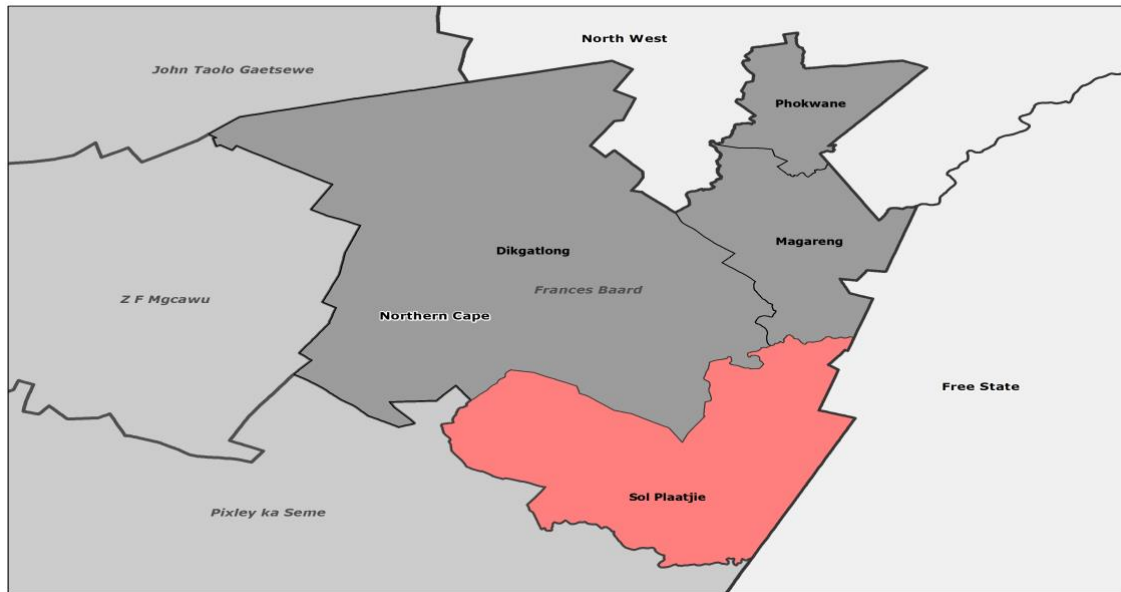 North West
John Taolo Gaetsewe
Phokwane
Magareng
Dikgatlong
Frances Baard
Z F Mgcawu
Northern Cape
Free State
Sol Plaatjie
Pixley ka Seme